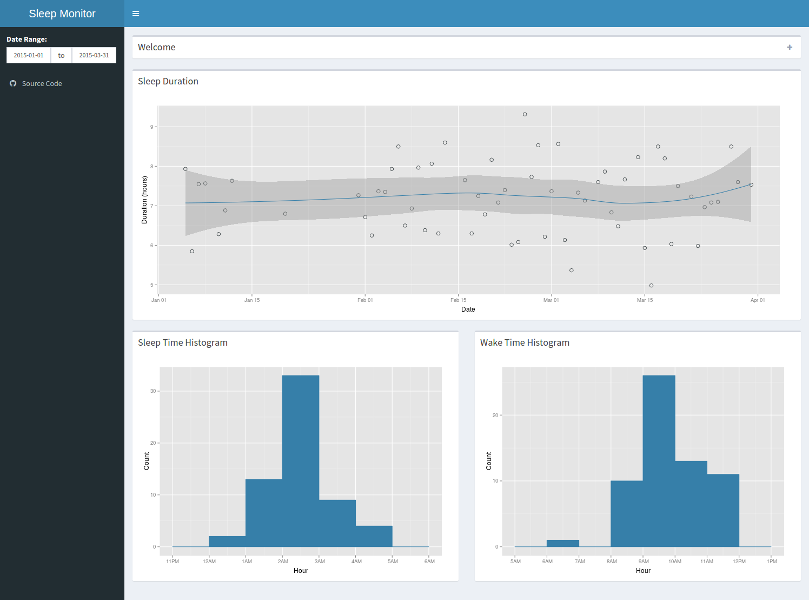 Sleep Monitor
Date Range:
2015-01-01 to 2015-03-31
Source Code
Welcome
Sleep Duration
9
8
7
6
5
Duration (hours)
Jan 01 Jan 15 Feb 01 Feb 15 Mar 01 Mar 15 Apr 01
Date
Sleep Time Histogram
30
20
10
0
Count
11PM 12AM 1AM 2AM 3AM 4AM 5AM 6AM
Hour
Wake Time Histogram
20
10
0
Count
5AM 6AM 7AM 8AM 9AM 10AM 11AM 12PM 1PM
Hour